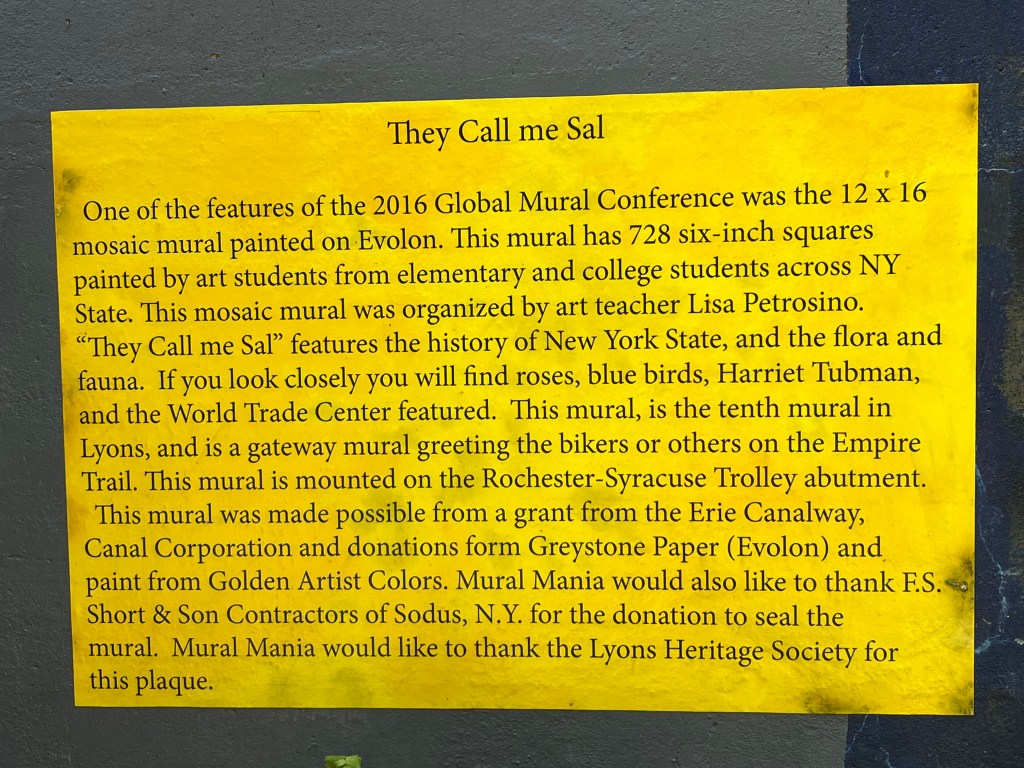 They Call me Sal
One of the features of the 2016 Global Mural Conference was the 12 x 16
mosaic mural painted on Evolon. This mural has 728 six-inch squares
painted by art students from elementary and college students across NY
State. This mosaic mural was organized by art teacher Lisa Petrosino.
“They Call me Sal” features the history of New York State, and the flora and
fauna.  If you look closely you will find roses, blue birds, Harriet Tubman,
and the World Trade Center featured.  This mural, is the tenth mural in
Lyons, and is a gateway mural greeting the bikers or others on the Empire
Trail. This mural is mounted on the Rochester-Syracuse Trolley abutment.
This mural was made possible from a grant from the Erie Canalway,
Canal Corporation and donations form Greystone Paper (Evolon) and
paint from Golden Artist Colors. Mural Mania would also like to thank F.S.
Short & Son Contractors of Sodus, N.Y. for the donation to seal the
mural.  Mural Mania would like to thank the Lyons Heritage Society for
this plaque.